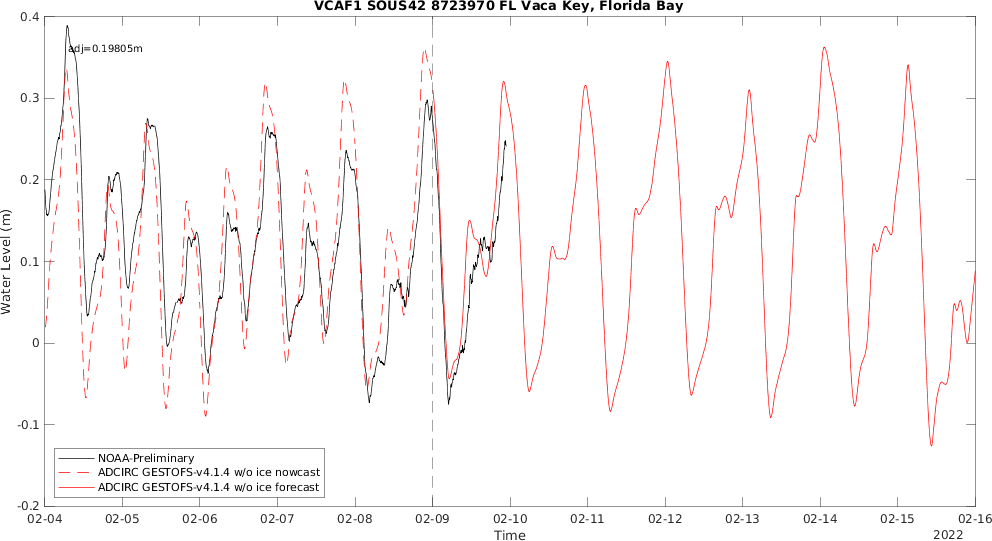 VCAF1 SOUS42 8723970 FL Vaca Key, Florida Bay
adj=0.19805m
Water Level (m)
0.4
0.3
0.2
0.1
0
-0.1
-0.2
NOAA-Preliminary
ADCIRC GESTOFS-v4.1.4 w/o ice nowcast
ADCIRC GESTOFS-v4.1.4 w/o ice forecast
02-04 02-05 02-06 02-07 02-08 02-09 02-10 02-11 02-12 02-13 02-14 02-15 02-16
Time
2022